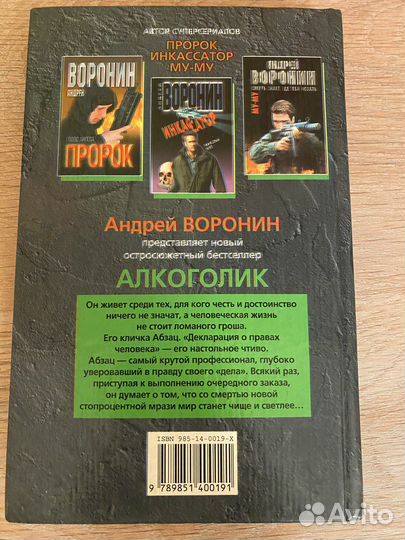 АВТОР СУПЕРСЕРИАЛОВ
ПРОРОК
ИНКАССАТОР
МУ-МУ
ВОРОНИН
АНДРЕЙ
ПРОРОК
АНДРЕЙ
ВОРОНИН
ИНКАССАТОР
АНДРЕЙ
ВОРОНИН
МУ-МУ
Андрей ВОРОНИН
представляет новый
остросюжетный бестселлер
АЛКОГОЛИК
Он живет среди тех, для кого честь и достоинство
ничего не значат, а человеческая жизнь
не стоит ломаного гроша.
Его кличка Абзац. «Декларация о правах
человека» — его настольное чтиво.
Абзац — самый крутой профессионал, глубоко
уверовавший в правду своего «дела». Всякий раз,
приступая к выполнению очередного заказа,
он думает о том, что со смертью новой
стопроцентной мрази мир станет чище и светлее...
ISBN 985-14-0019-X
9 789851 400191
Avito